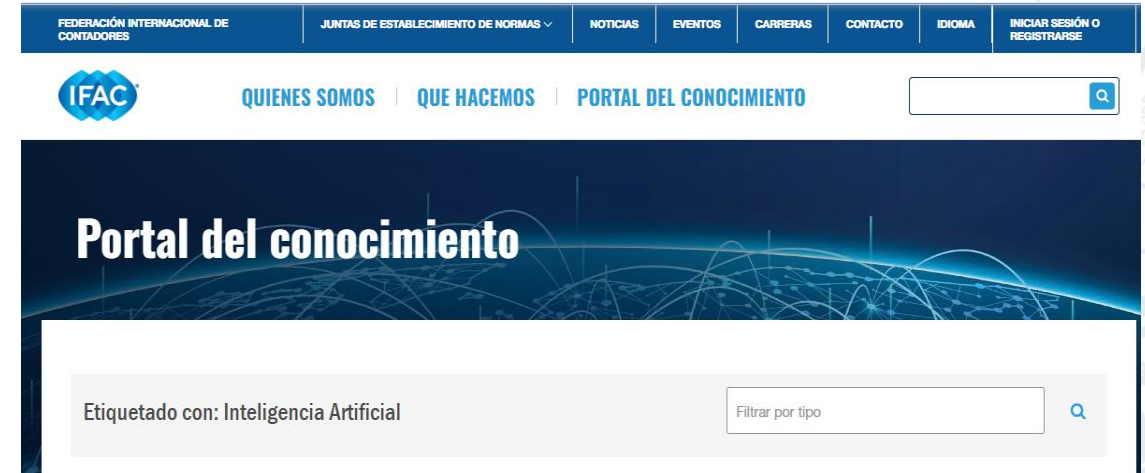 FEDERACIÓN INTERNACIONAL DE
CONTADORES
JUNTAS DE ESTABLECIMIENTO DE NORMAS
NOTICIAS
EVENTOS
CARRERAS
CONTACTO
IDIOMA
INICIAR SESIÓN O
REGISTRARSE
IFAC
QUIENES SOMOS
QUE HACEMOS
PORTAL DEL CONOCIMIENTO
Portal del conocimiento
Etiquetado con: Inteligencia Artificial
Filtrar por tipo